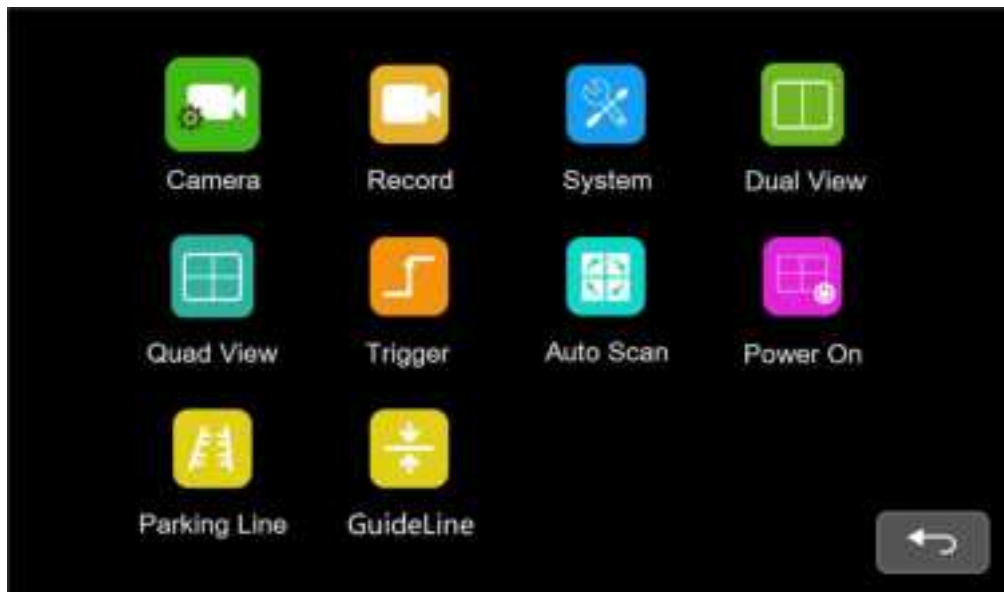 Camera
Record
System
Dual View
Quad View
Trigger
Auto Scan
Power On
Parking Line
GuideLine